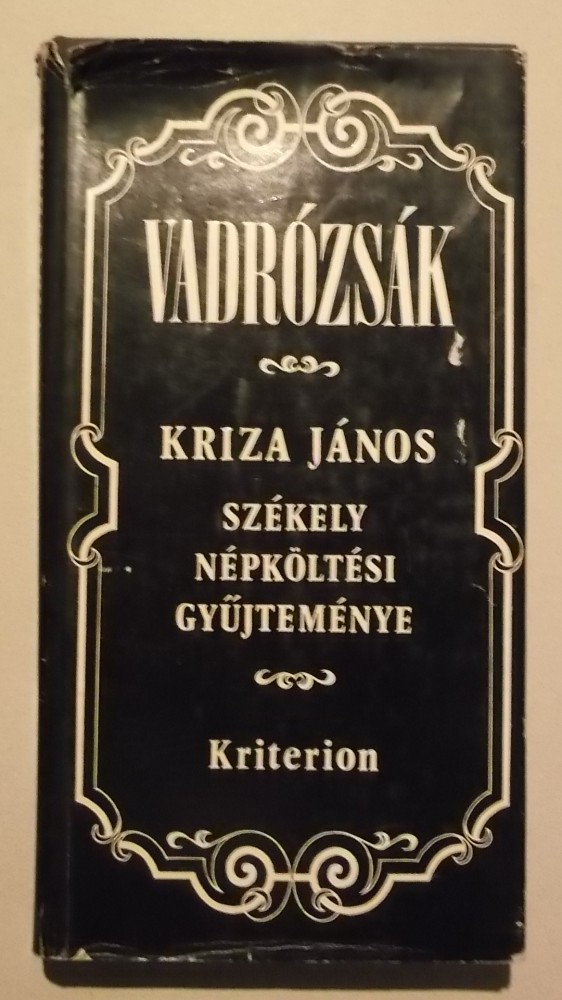 VADRÓZSÁK
KRIZA JÁNOS
SZÉKELY
NÉPKÖLTÉSI
GYŰJTEMÉNYE
Kriterion